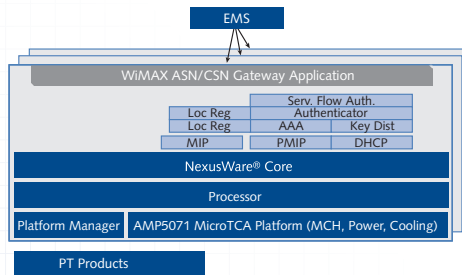 EMS
WiMAX ASN/CSN Gateway Application
Serv. Flow Auth.
Loc Reg Authenticator
Loc Reg AAA Key Dist
MIP PMIP DHCP
NexusWare® Core
Processor
Platform Manager AMP5071 MicroTCA Platform (MCH, Power, Cooling)
PT Products